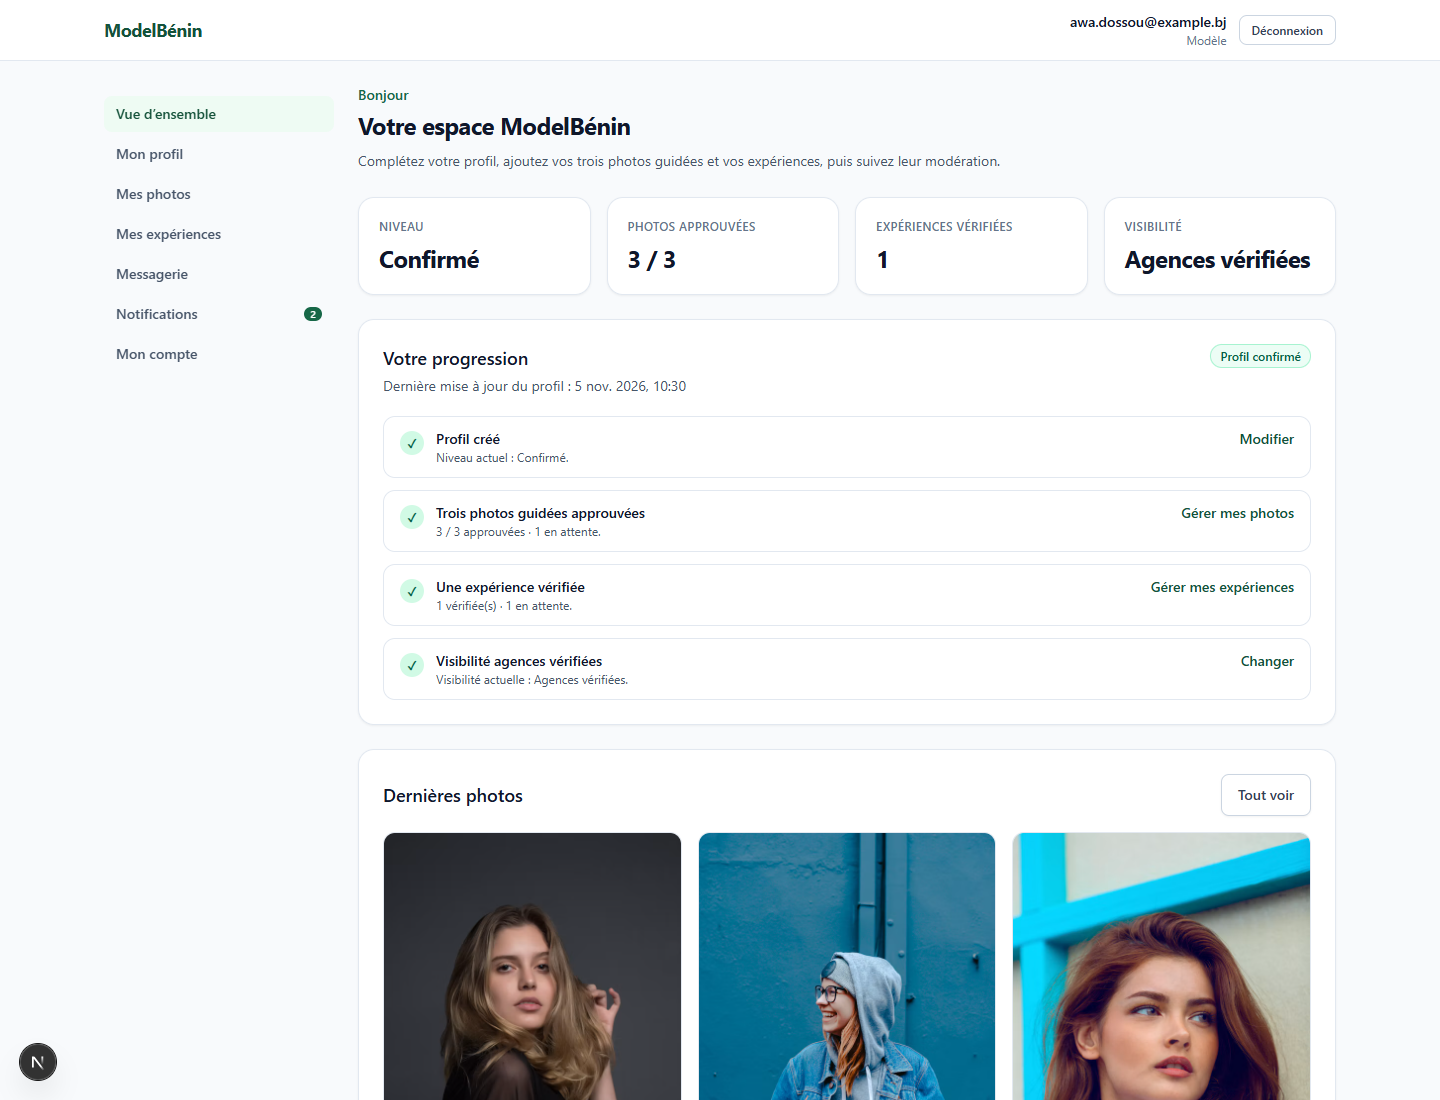 ModelBénin
awa.dossou@example.bj
Modèle
Déconnexion
Vue d’ensemble
Mon profil
Mes photos
Mes expériences
Messagerie
Notifications 2
Mon compte
Bonjour
Votre espace ModelBénin
Complétez votre profil, ajoutez vos trois photos guidées et vos expériences, puis suivez leur modération.
NIVEAU
Confirmé
PHOTOS APPROUVÉES
3 / 3
EXPÉRIENCES VÉRIFIÉES
1
VISIBILITÉ
Agences vérifiées
Votre progression
Profil confirmé
Dernière mise à jour du profil : 5 nov. 2026, 10:30
✓ Profil créé Modifier
Niveau actuel : Confirmé.
✓ Trois photos guidées approuvées Gérer mes photos
3 / 3 approuvées · 1 en attente.
✓ Une expérience vérifiée Gérer mes expériences
1 vérifiée(s) · 1 en attente.
✓ Visibilité agences vérifiées Changer
Visibilité actuelle : Agences vérifiées.
Dernières photos
Tout voir
N